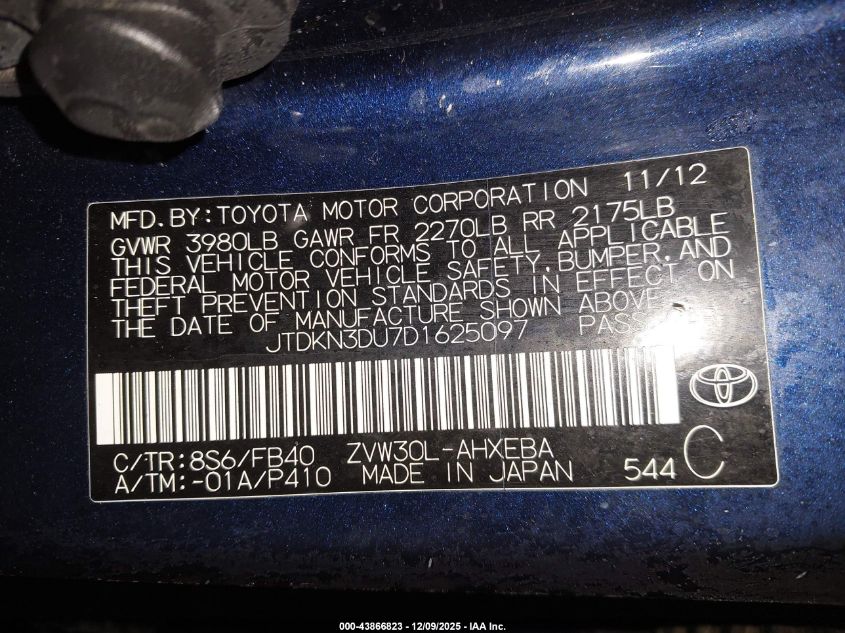 MFD. BY: TOYOTA MOTOR CORPORATION 11/12
GVWR 3980LB GAWR FR 2270LB RR 2175LB
THIS VEHICLE CONFORMS TO ALL APPLICABLE
FEDERAL MOTOR VEHICLE SAFETY, BUMPER, AND
THEFT PREVENTION STANDARDS IN EFFECT ON
THE DATE OF MANUFACTURE SHOWN ABOVE.
JTDKN3DU7D1625097
C/TR: 8S6/FB40 ZVW30L-AHXEBA
A/TM: -01A/P410 MADE IN JAPAN 544 C
000-43866823 - 12/09/2025 - IAA Inc.